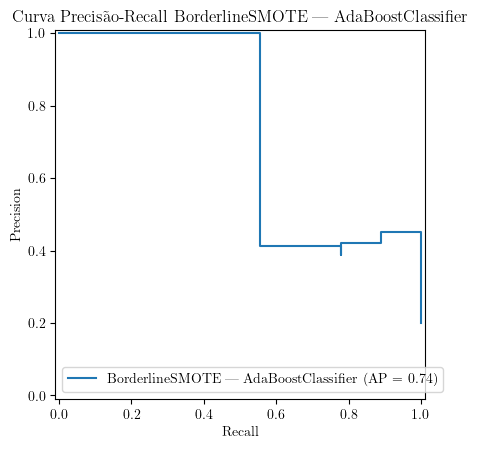 Curva Precisão-Recall BorderlineSMOTE — AdaBoostClassifier
1.0
0.8
0.6
0.4
0.2
0.0
Precision
BorderlineSMOTE — AdaBoostClassifier (AP = 0.74)
0.0 0.2 0.4 0.6 0.8 1.0
Recall